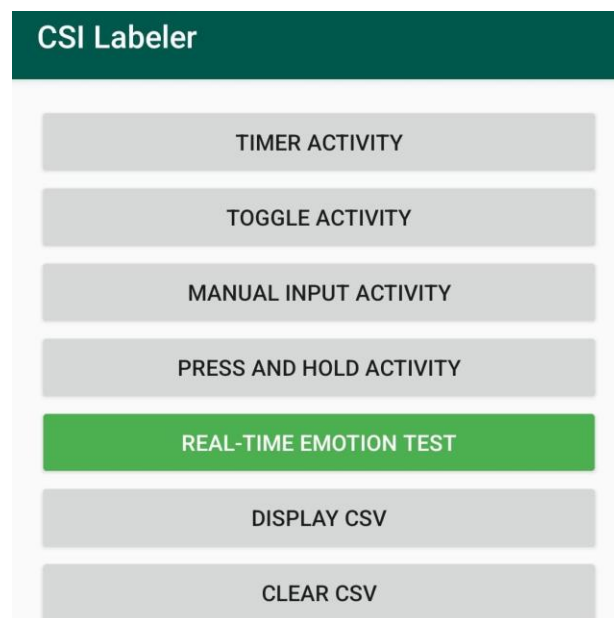 CSI Labeler
TIMER ACTIVITY
TOGGLE ACTIVITY
MANUAL INPUT ACTIVITY
PRESS AND HOLD ACTIVITY
REAL-TIME EMOTION TEST
DISPLAY CSV
CLEAR CSV